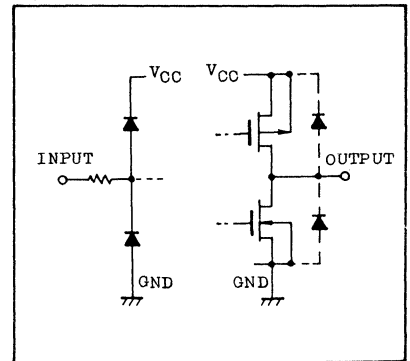 VCC
VCC
INPUT
OUTPUT
GND
GND